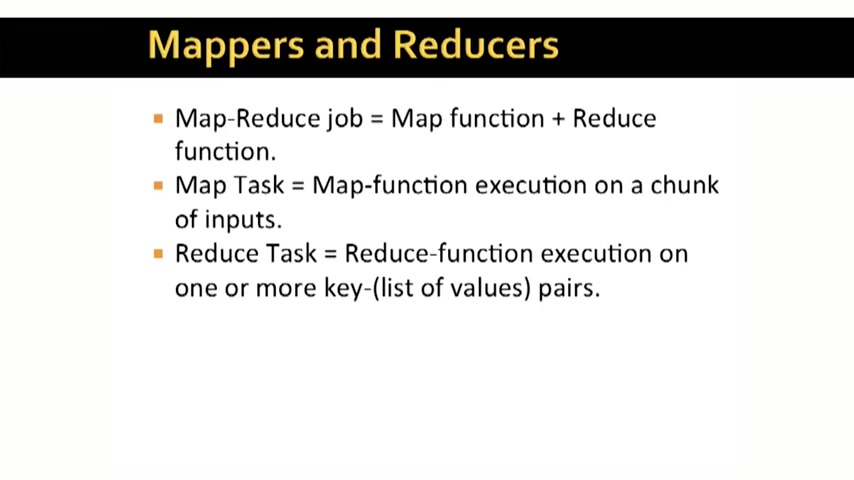 Mappers and Reducers
Map-Reduce job = Map function + Reduce
function.
Map Task = Map-function execution on a chunk
of inputs.
Reduce Task = Reduce-function execution on
one or more key-(list of values) pairs.